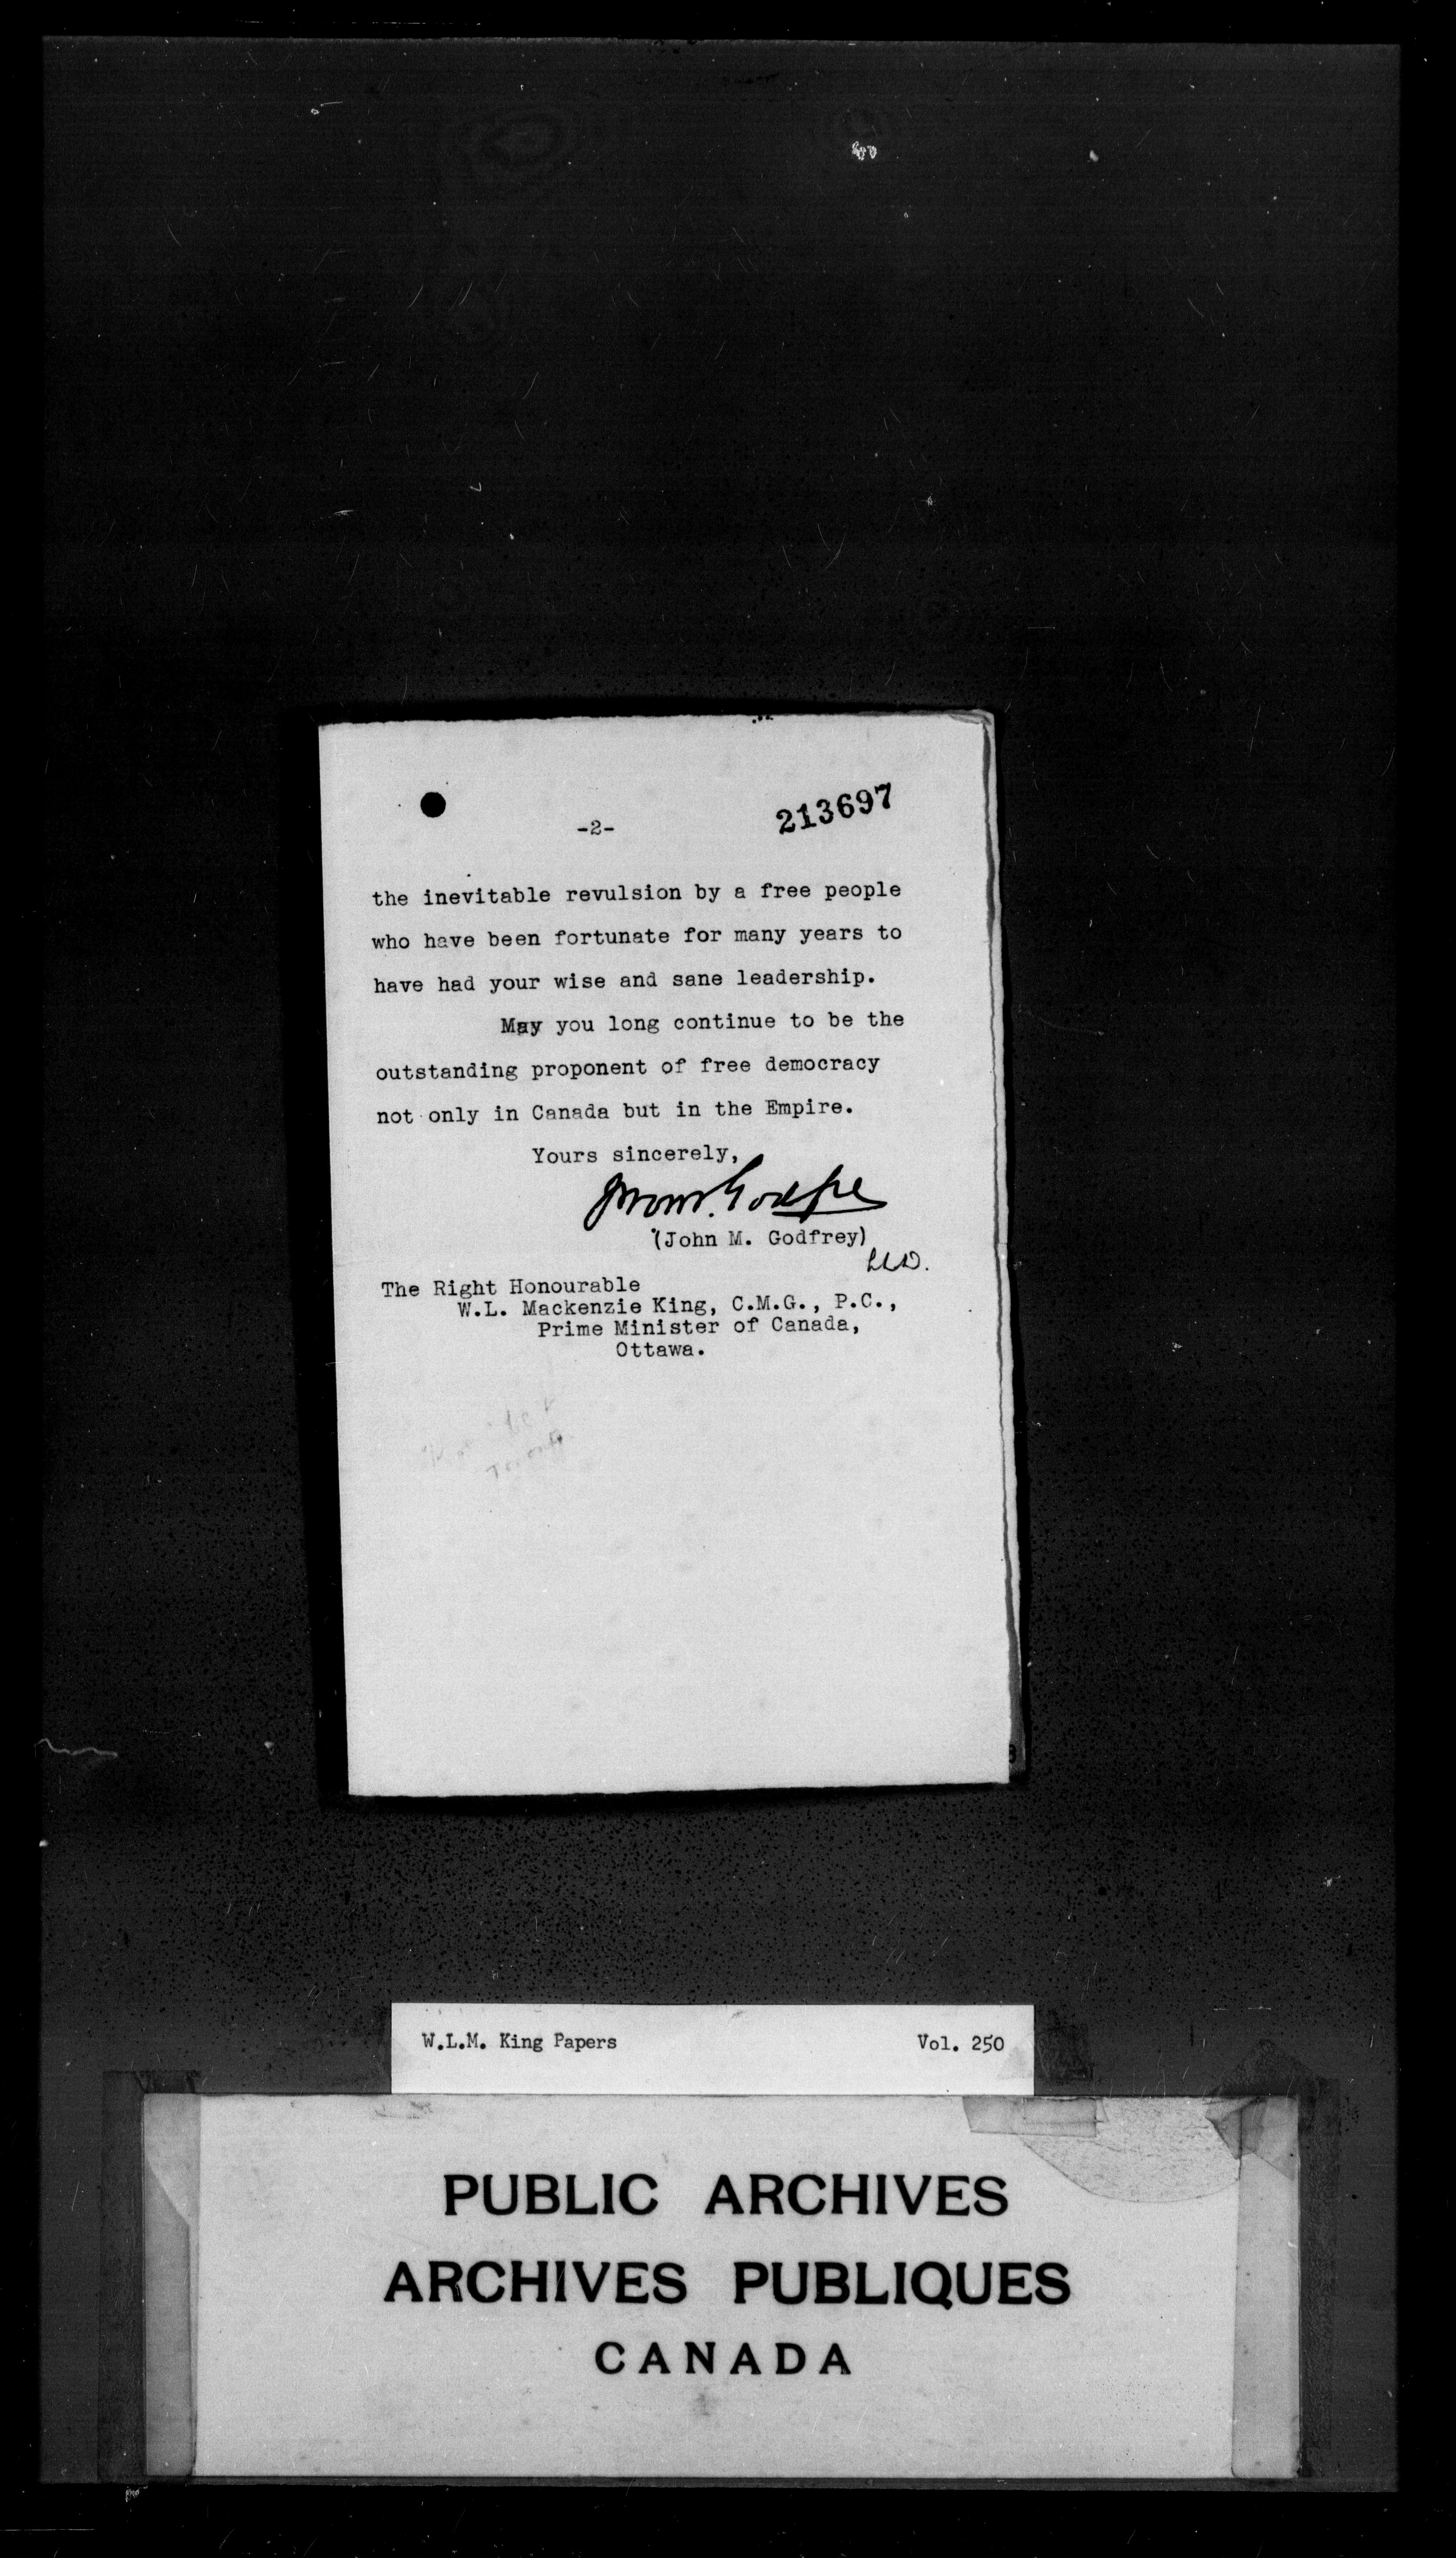 -2-
213697
the inevitable revulsion by a free people
who have been fortunate for many years to
have had your wise and sane leadership.
May you long continue to be the
outstanding proponent of free democracy
not only in Canada but in the Empire.
Yours sincerely,
(John M. Godfrey)
The Right Honourable
W.L. Mackenzie King, C.M.G., P.C.,
Prime Minister of Canada,
Ottawa.
W.L.M. King Papers Vol. 250
PUBLIC ARCHIVES
ARCHIVES PUBLIQUES
CANADA